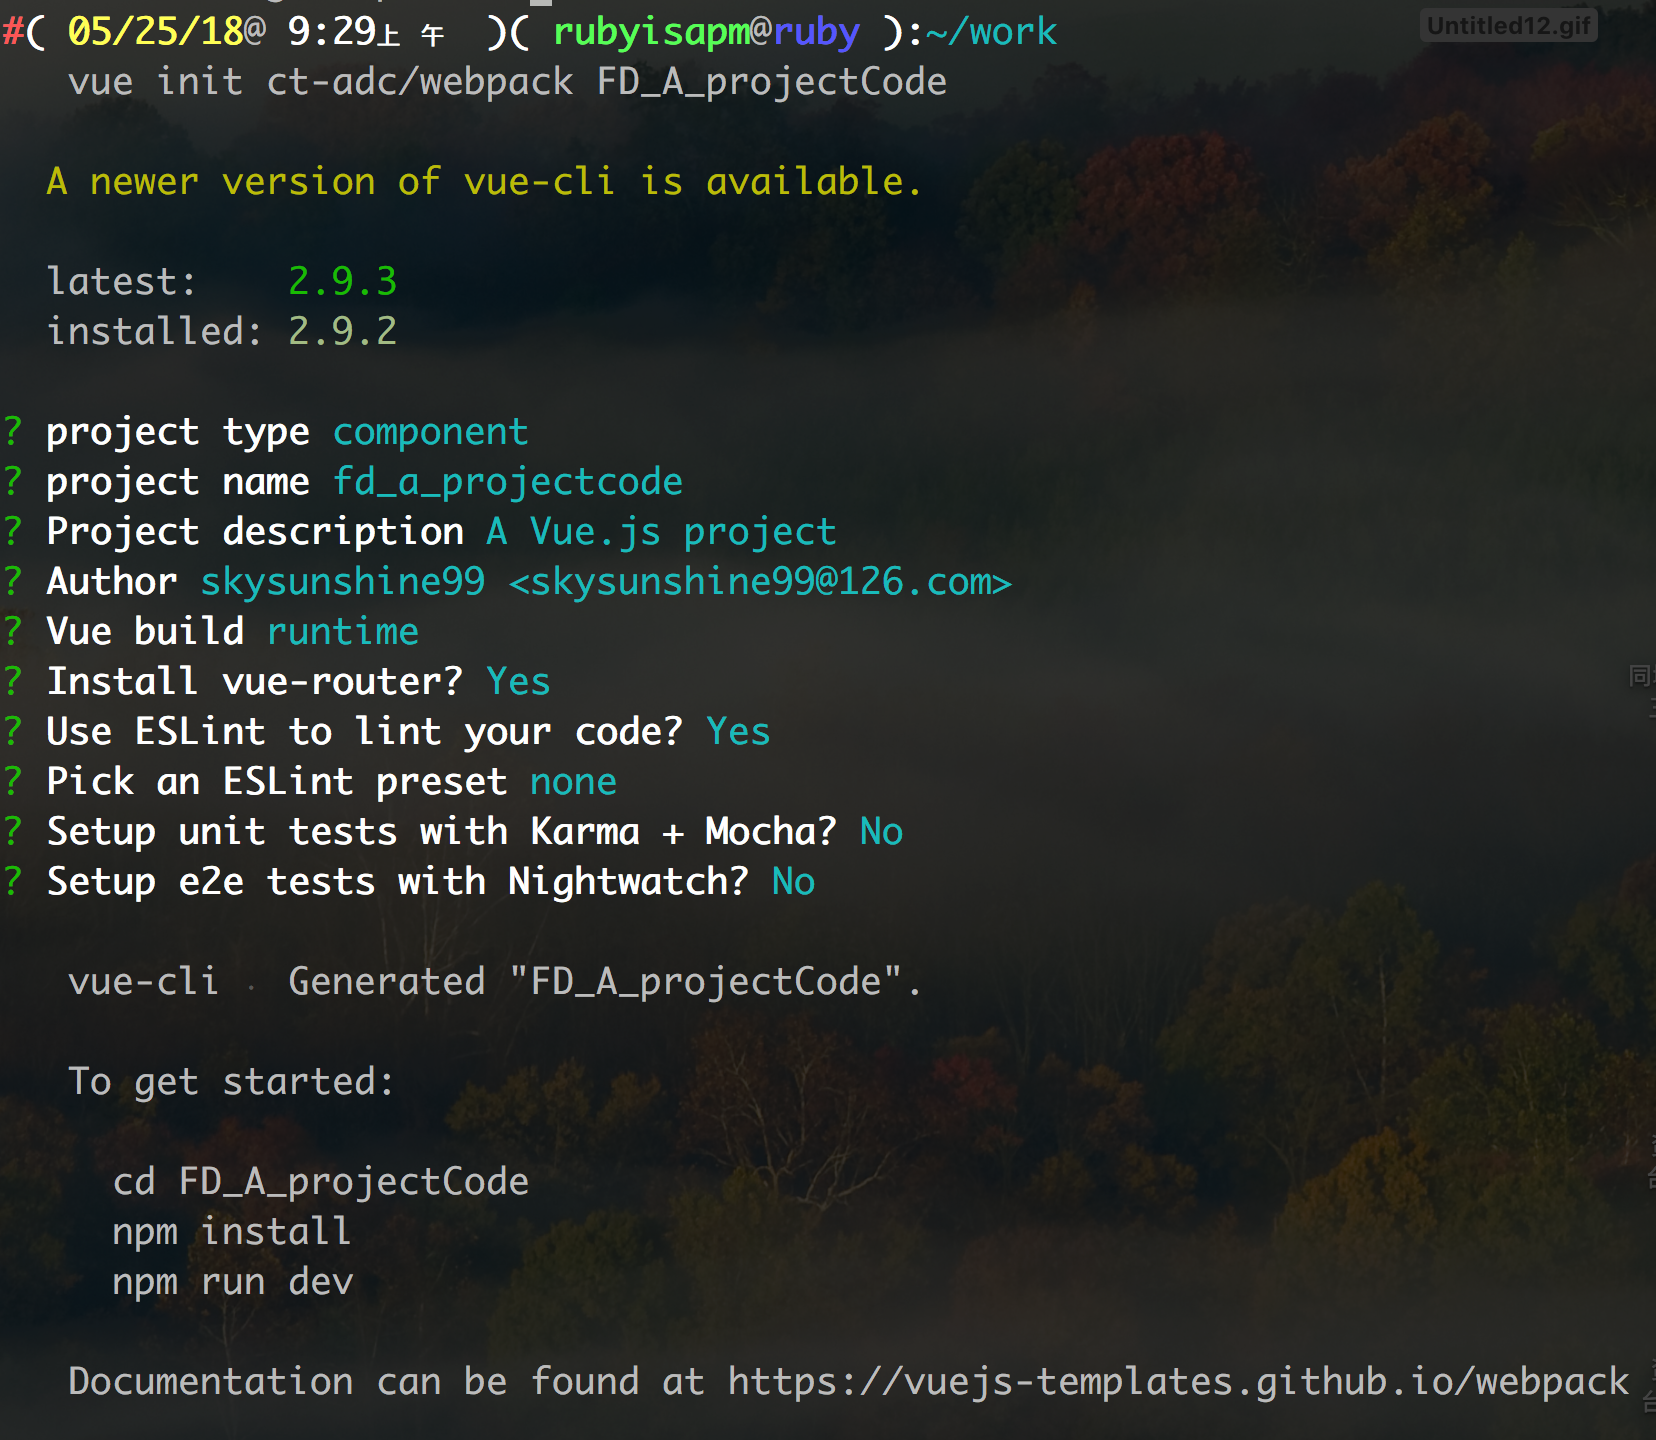 #( 05/25/18@ 9:29上 午 )( rubyisapm@ruby ):~/work
Untitled12.gif
vue init ct-adc/webpack FD_A_projectCode
A newer version of vue-cli is available.
latest: 2.9.3
installed: 2.9.2
? project type component
? project name fd_a_projectcode
? Project description A Vue.js project
? Author skysunshine99 <skysunshine99@126.com>
? Vue build runtime
? Install vue-router? Yes
同
? Use ESLint to lint your code? Yes
? Pick an ESLint preset none
? Setup unit tests with Karma + Mocha? No
? Setup e2e tests with Nightwatch? No
vue-cli · Generated "FD_A_projectCode".
To get started:
cd FD_A_projectCode
npm install
npm run dev
Documentation can be found at https://vuejs-templates.github.io/webpack